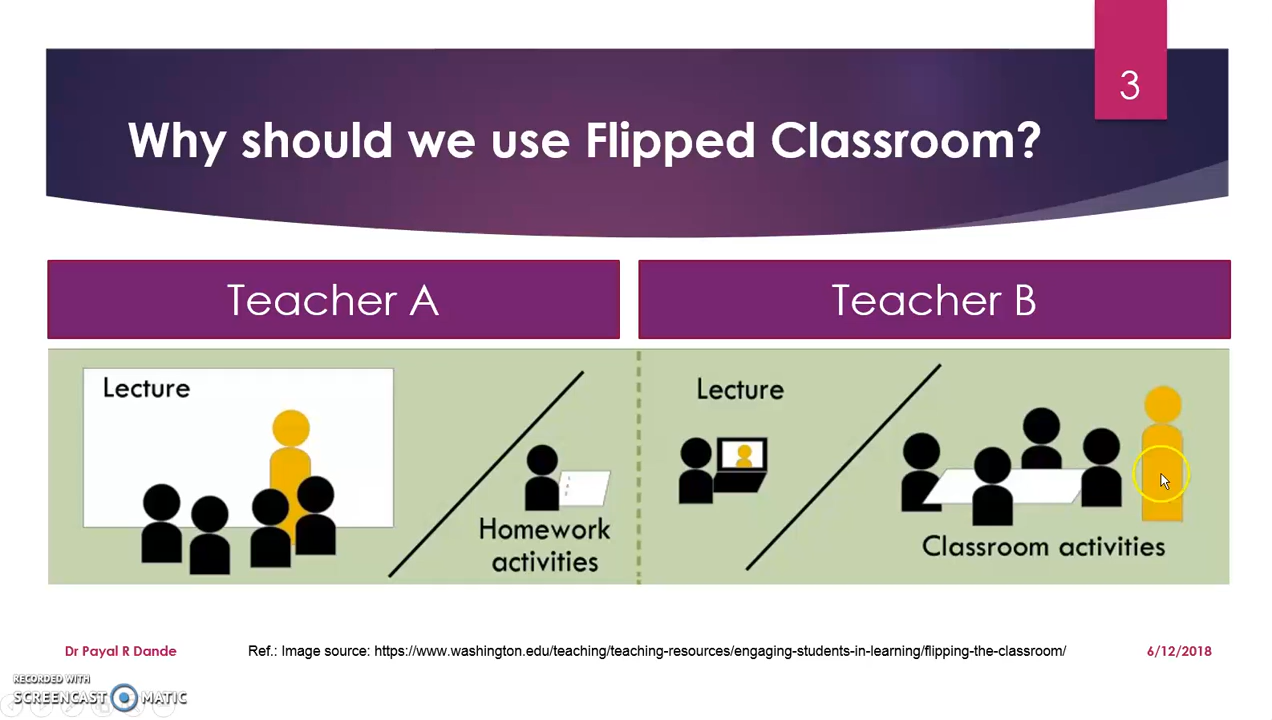 3
Why should we use Flipped Classroom?
Teacher A
Teacher B
Lecture
Homework
activities
Lecture
Classroom activities
Dr Payal R Dande
Ref.: Image source: https://www.washington.edu/teaching/teaching-resources/engaging-students-in-learning/flipping-the-classroom/
6/12/2018
RECORDED WITH
SCREENCAST MATIC